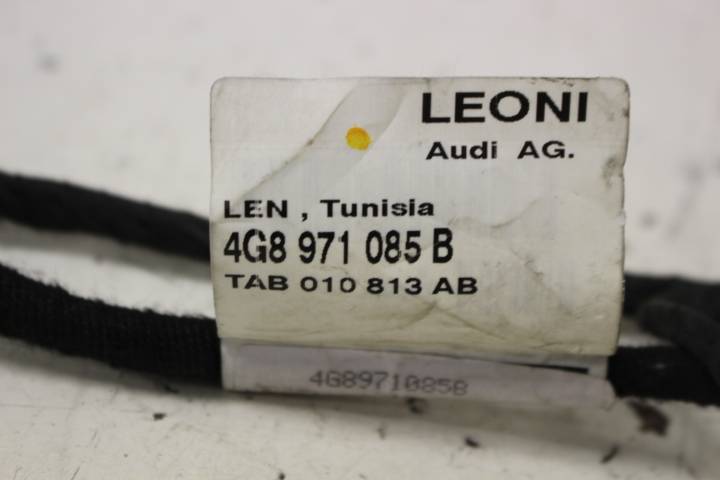 LEONI
Audi AG.
LEN , Tunisia
4G8 971 085 B
TAB 010 813 AB
4G8971085B